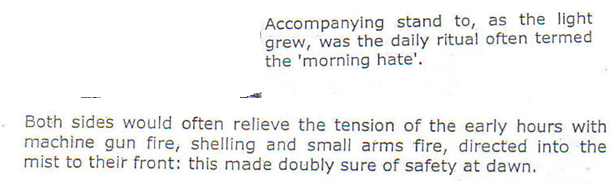 Accompanying stand to, as the light
grew, was the daily ritual often termed
the 'morning hate'.
Both sides would often relieve the tension of the early hours with
machine gun fire, shelling and small arms fire, directed into the
mist to their front: this made doubly sure of safety at dawn.